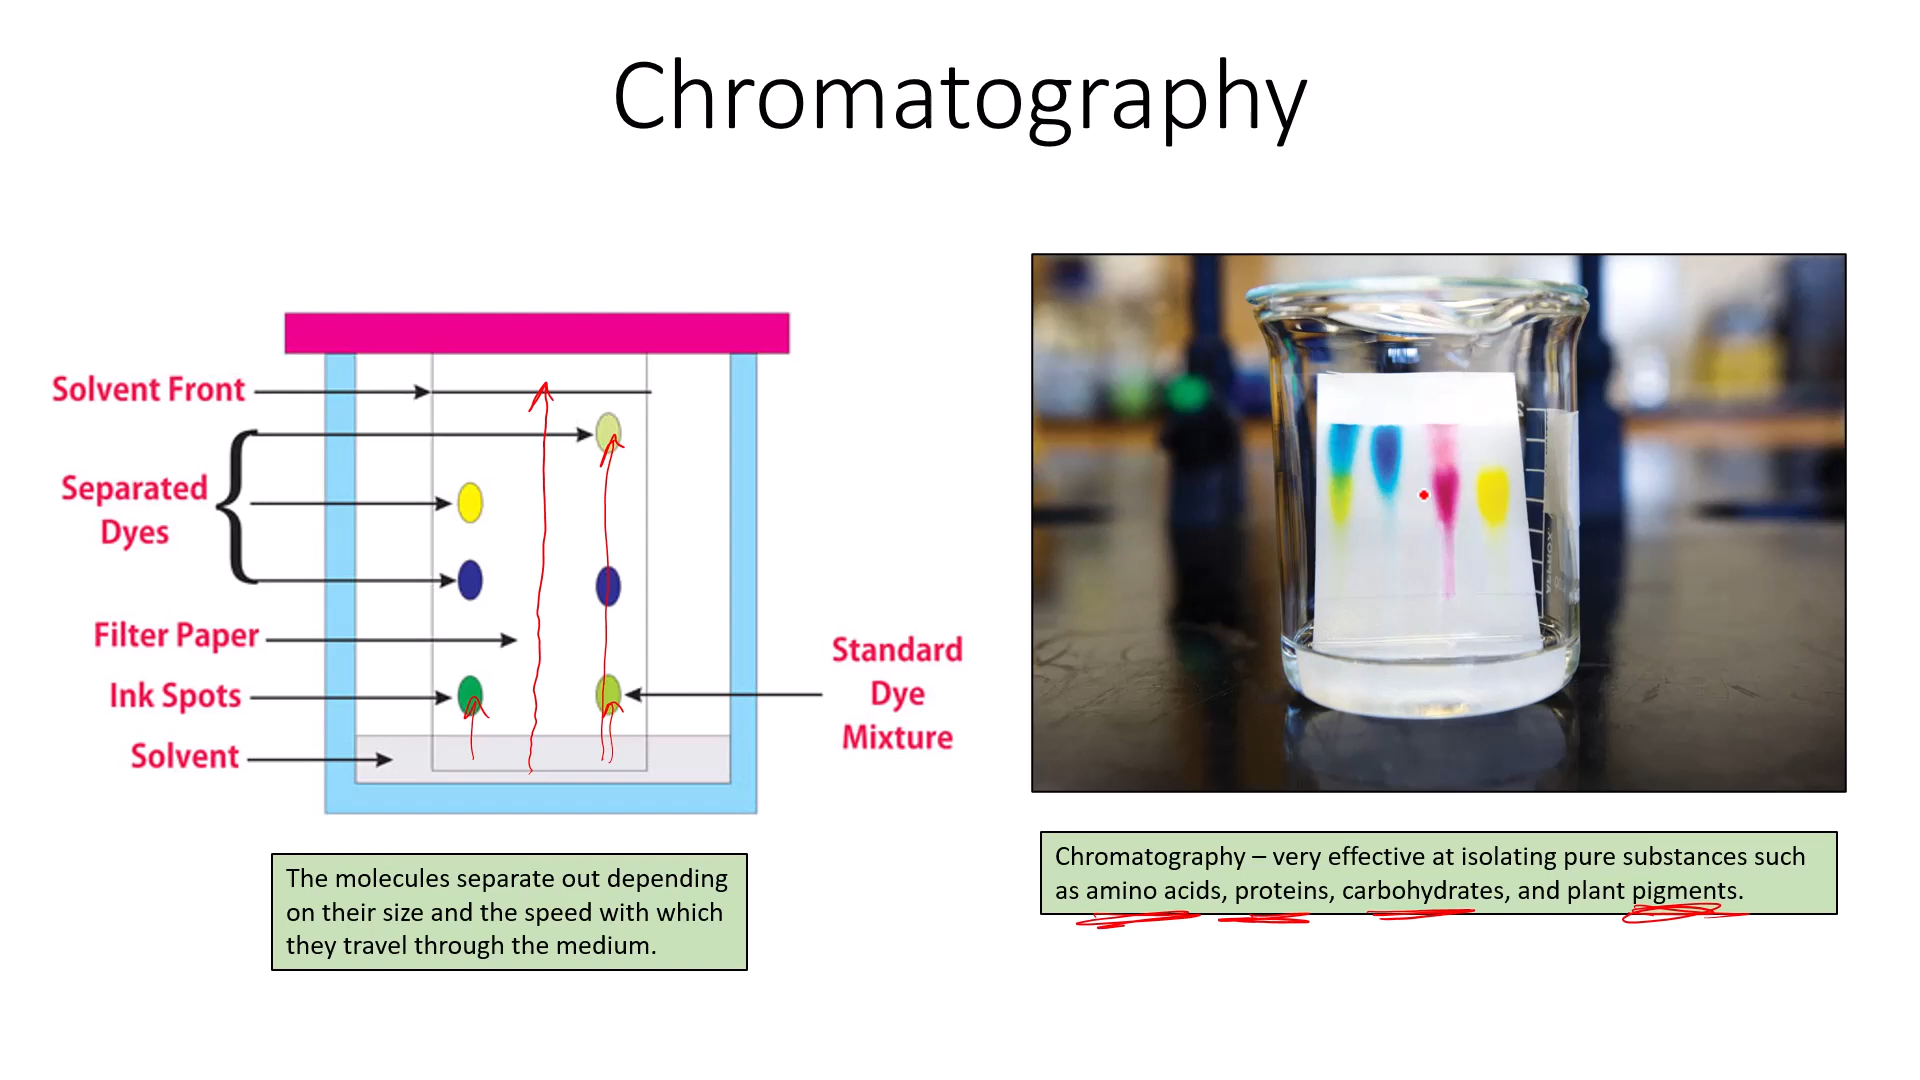 Chromatography
Solvent Front
Separated
Dyes
Filter Paper
Ink Spots
Solvent
Standard
Dye
Mixture
The molecules separate out depending
on their size and the speed with which
they travel through the medium.
Chromatography – very effective at isolating pure substances such
as amino acids, proteins, carbohydrates, and plant pigments.